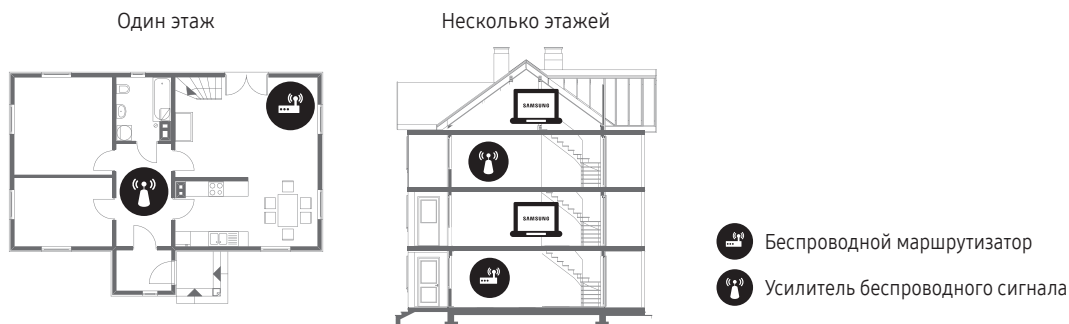 Один этаж
Несколько этажей
SAMSUNG
SAMSUNG
Беспроводной маршрутизатор
Усилитель беспроводного сигнала